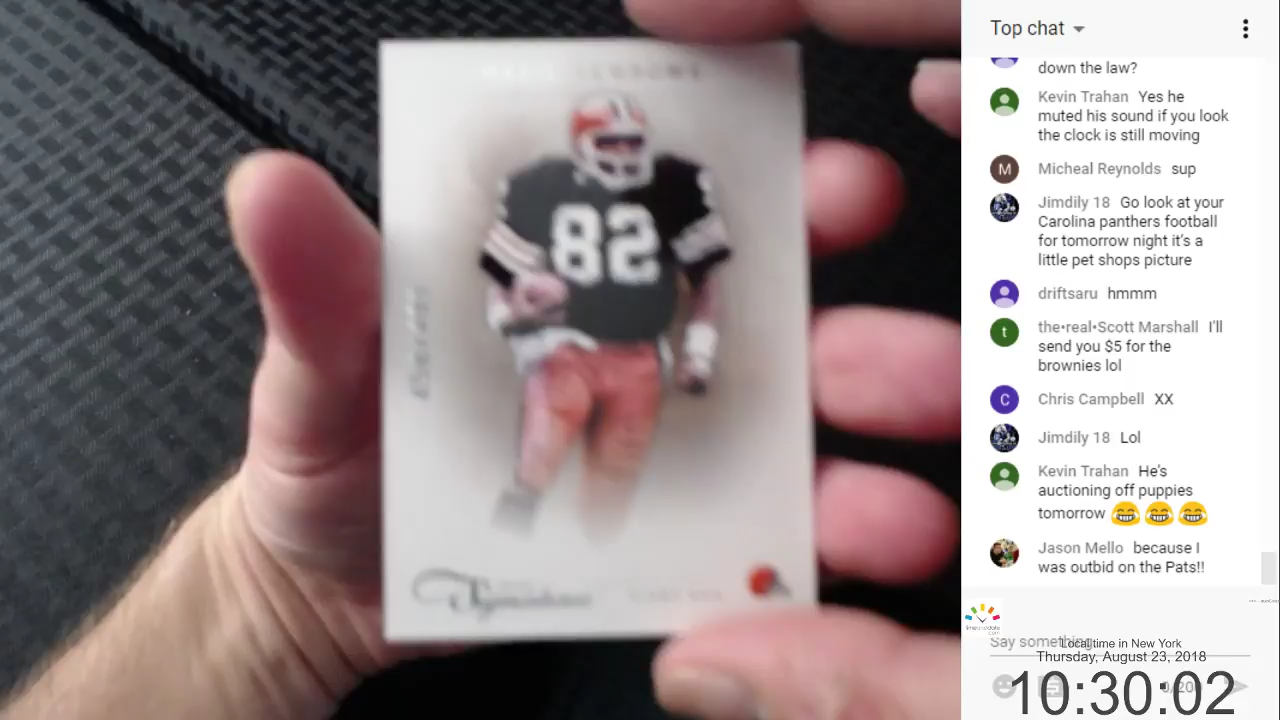 82
Top chat
down the law?
Kevin Trahan Yes he
muted his sound if you look
the clock is still moving
Micheal Reynolds sup
Jimdily 18 Go look at your
Carolina panthers football
for tomorrow night it's a
little pet shops picture
driftsaru hmmm
the•real•Scott Marshall I'll
send you $5 for the
brownies lol
Chris Campbell XX
Jimdily 18 Lol
Kevin Trahan He's
auctioning off puppies
tomorrow 😂 😂 😂
Jason Mello because I
was outbid on the Pats!!
Say something...
Local time in New York
Thursday, August 23, 2018
10:30:02